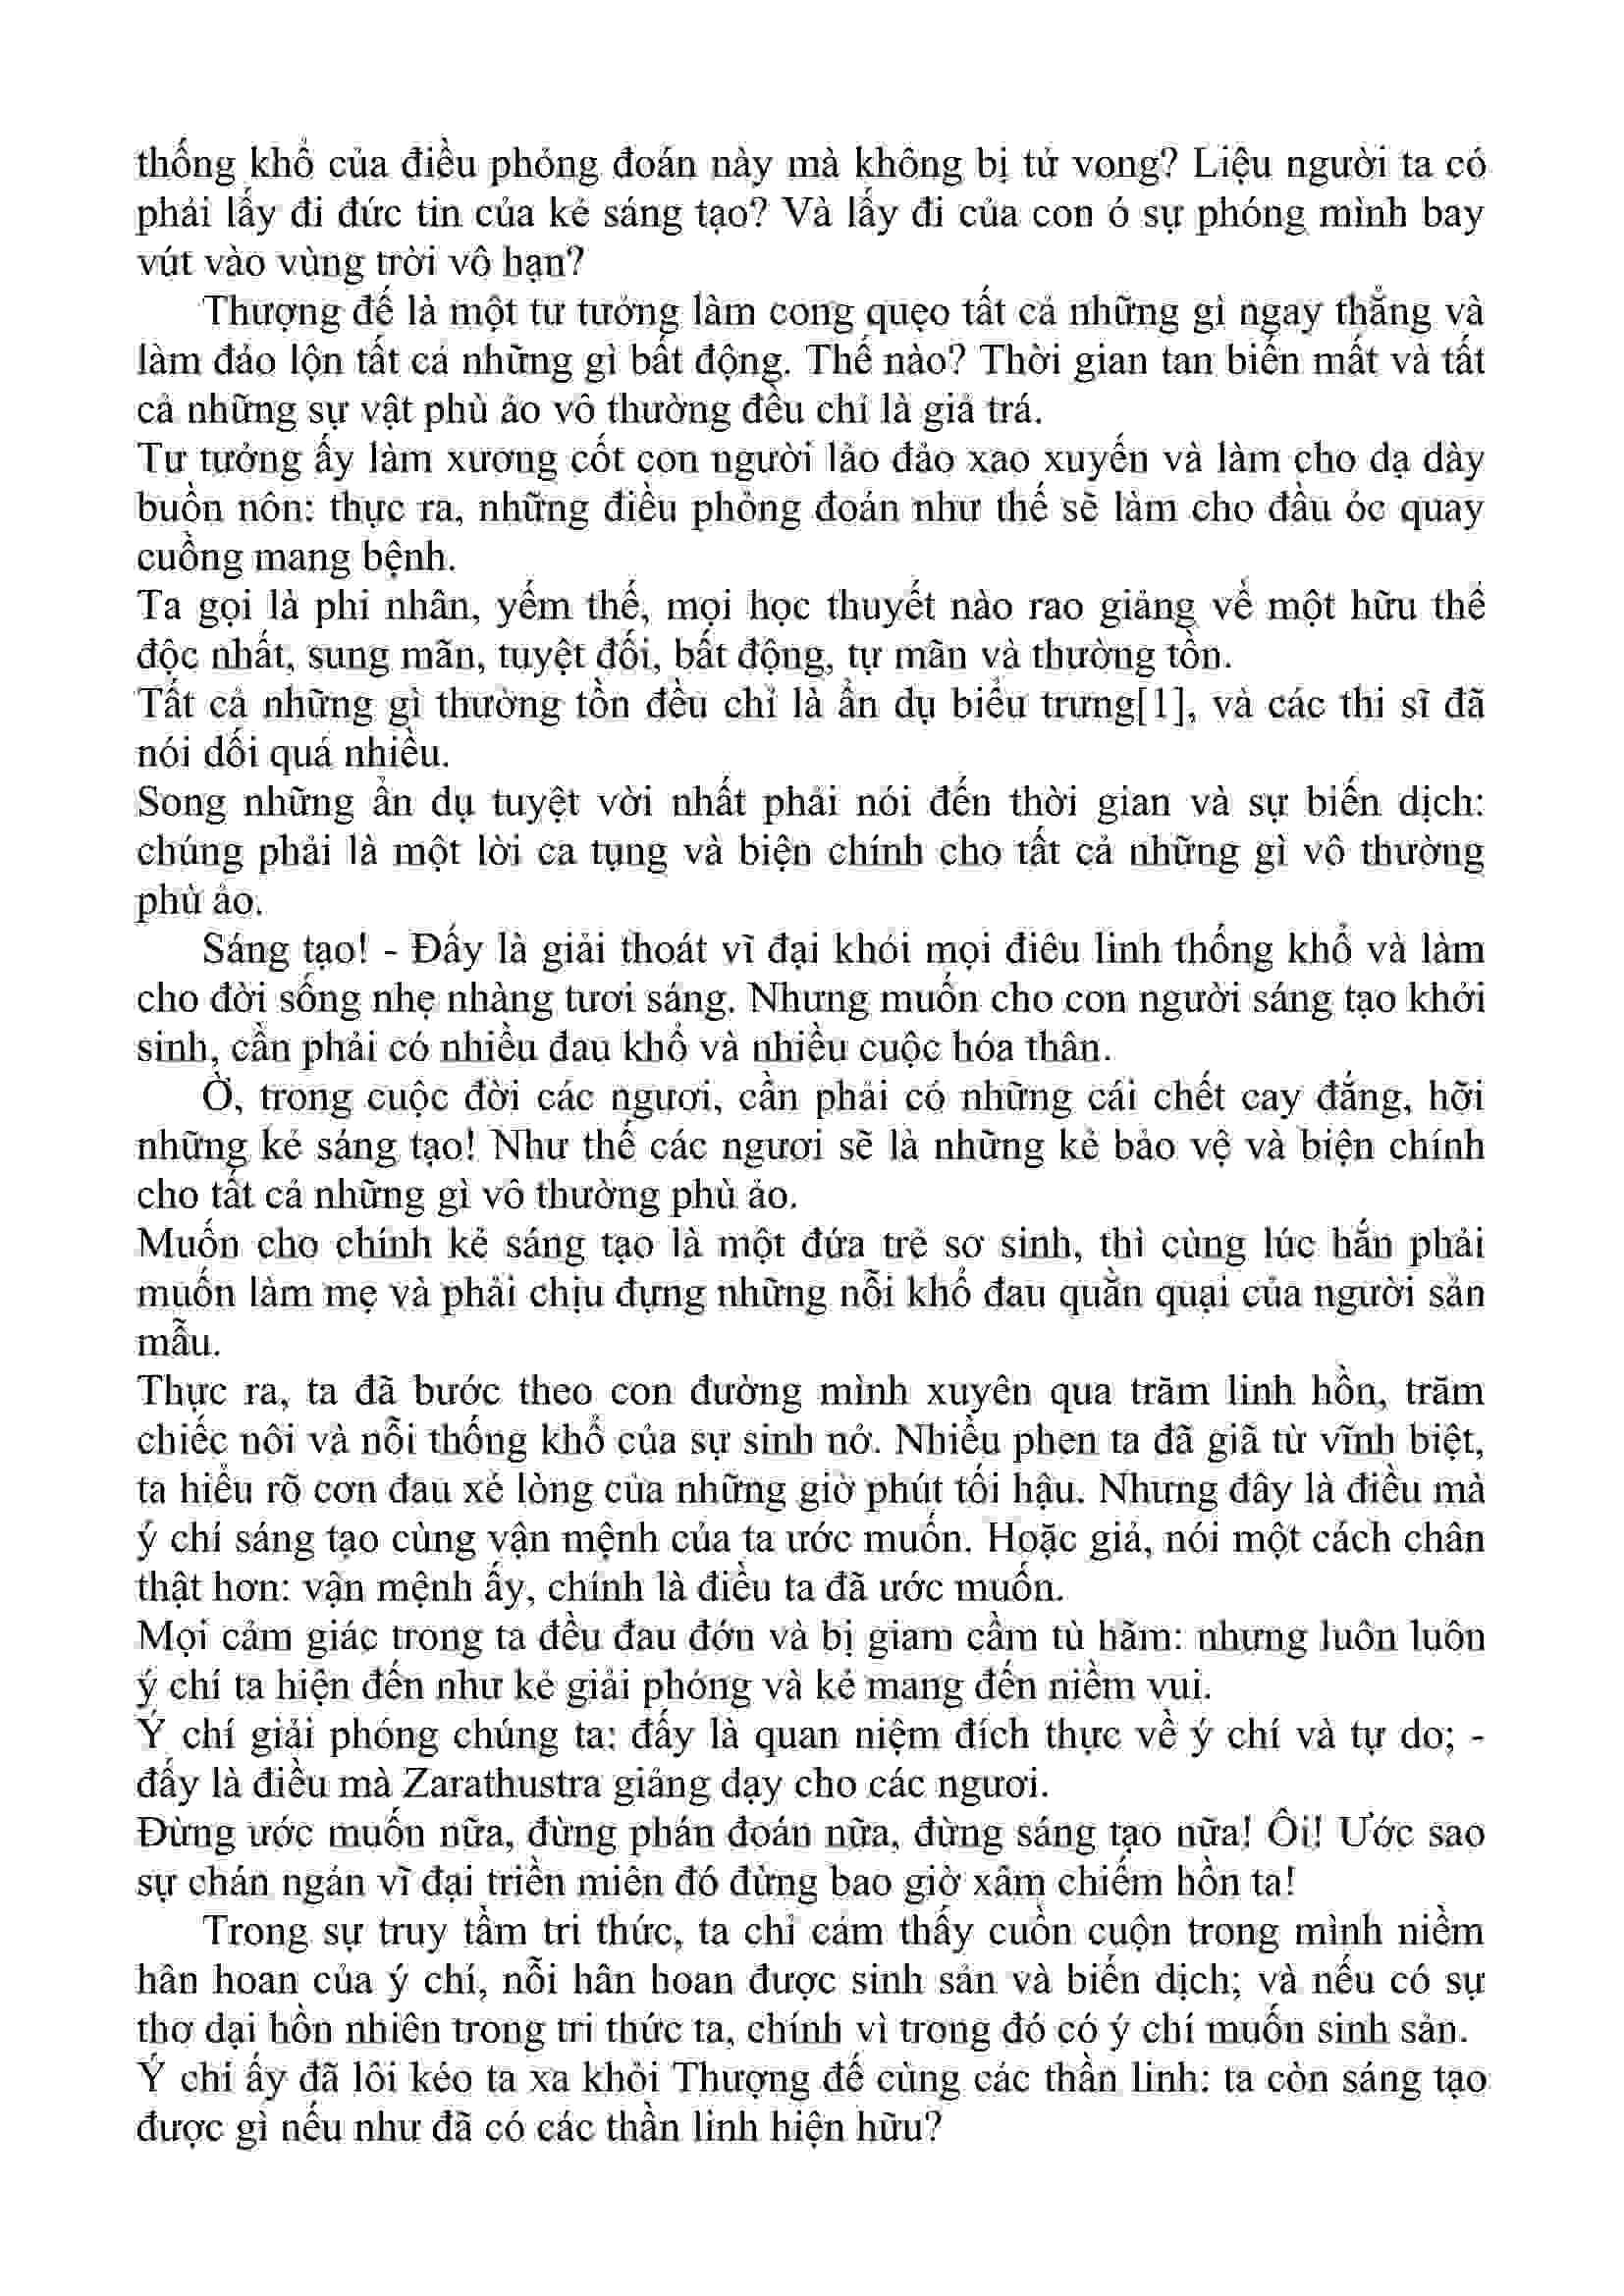 thống khổ của điều phỏng đoán này mà không bị tử vong? Liệu người ta có
phải lấy đi đức tin của kẻ sáng tạo? Và lấy đi của con ó sự phóng mình bay
vút vào vùng trời vô hạn?
Thượng đế là một tư tưởng làm cong quẹo tất cả những gì ngay thẳng và
làm đảo lộn tất cả những gì bất động. Thế nào? Thời gian tan biến mất và tất
cả những sự vật phù ảo vô thường đều chỉ là giả trá.
Tư tưởng ấy làm xương cốt con người lảo đảo xao xuyến và làm cho dạ dày
buồn nôn: thực ra, những điều phỏng đoán như thế sẽ làm cho đầu óc quay
cuồng mang bệnh.
Ta gọi là phi nhân, yếm thế, mọi học thuyết nào rao giảng về một hữu thể
độc nhất, sung mãn, tuyệt đối, bất động, tự mãn và thường tồn.
Tất cả những gì thường tồn đều chỉ là ẩn dụ biểu trưng[1], và các thi sĩ đã
nói dối quá nhiều.
Song những ẩn dụ tuyệt vời nhất phải nói đến thời gian và sự biến dịch:
chúng phải là một lời ca tụng và biện chính cho tất cả những gì vô thường
phù ảo.
Sáng tạo! - Đấy là giải thoát vĩ đại khỏi mọi điêu linh thống khổ và làm
cho đời sống nhẹ nhàng tươi sáng. Nhưng muốn cho con người sáng tạo khởi
sinh, cần phải có nhiều đau khổ và nhiều cuộc hóa thân.
Ờ, trong cuộc đời các ngươi, cần phải có những cái chết cay đắng, hỡi
những kẻ sáng tạo! Như thế các ngươi sẽ là những kẻ bảo vệ và biện chính
cho tất cả những gì vô thường phù ảo.
Muốn cho chính kẻ sáng tạo là một đứa trẻ sơ sinh, thì cùng lúc hắn phải
muốn làm mẹ và phải chịu đựng những nỗi khổ đau quằn quại của người sản
mẫu.
Thực ra, ta đã bước theo con đường mình xuyên qua trăm linh hồn, trăm
chiếc nôi và nỗi thống khổ của sự sinh nở. Nhiều phen ta đã giã từ vĩnh biệt,
ta hiểu rõ cơn đau xé lòng của những giờ phút tối hậu. Nhưng đây là điều mà
ý chí sáng tạo cùng vận mệnh của ta ước muốn. Hoặc giả, nói một cách chân
thật hơn: vận mệnh ấy, chính là điều ta đã ước muốn.
Mọi cảm giác trong ta đều đau đớn và bị giam cầm tù hãm: nhưng luôn luôn
ý chí ta hiện đến như kẻ giải phóng và kẻ mang đến niềm vui.
Ý chí giải phóng chúng ta: đấy là quan niệm đích thực về ý chí và tự do; -
đấy là điều mà Zarathustra giảng dạy cho các ngươi.
Đừng ước muốn nữa, đừng phán đoán nữa, đừng sáng tạo nữa! Ôi! Ước sao
sự chán ngán vĩ đại triền miên đó đừng bao giờ xâm chiếm hồn ta!
Trong sự truy tầm tri thức, ta chỉ cảm thấy cuồn cuộn trong mình niềm
hân hoan của ý chí, nỗi hân hoan được sinh sản và biến dịch; và nếu có sự
thơ dại hồn nhiên trong tri thức ta, chính vì trong đó có ý chí muốn sinh sản.
Ý chí ấy đã lôi kéo ta xa khỏi Thượng đế cùng các thần linh: ta còn sáng tạo
được gì nếu như đã có các thần linh hiện hữu?